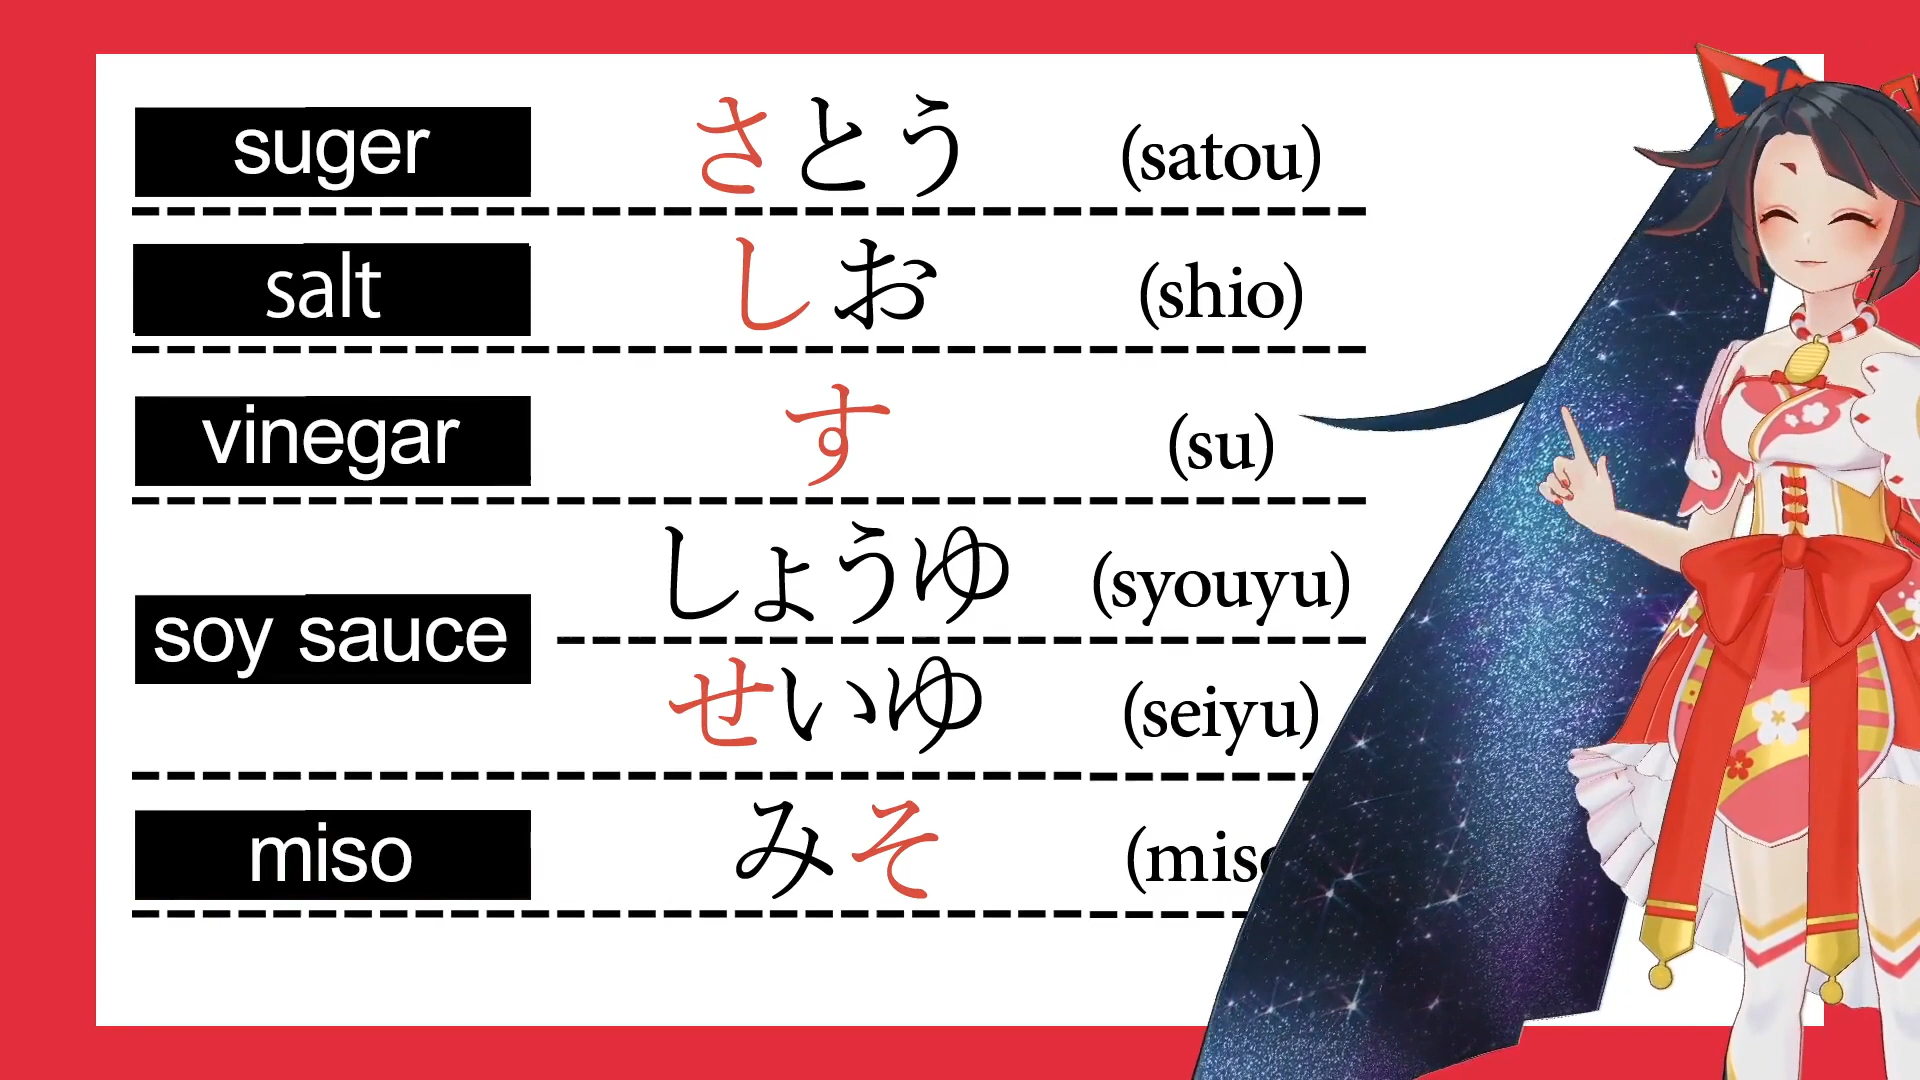 suger さとう (satou)
salt しお (shio)
vinegar す (su)
soy sauce しょうゆ (syouyu)
せいゆ (seiyu)
miso みそ